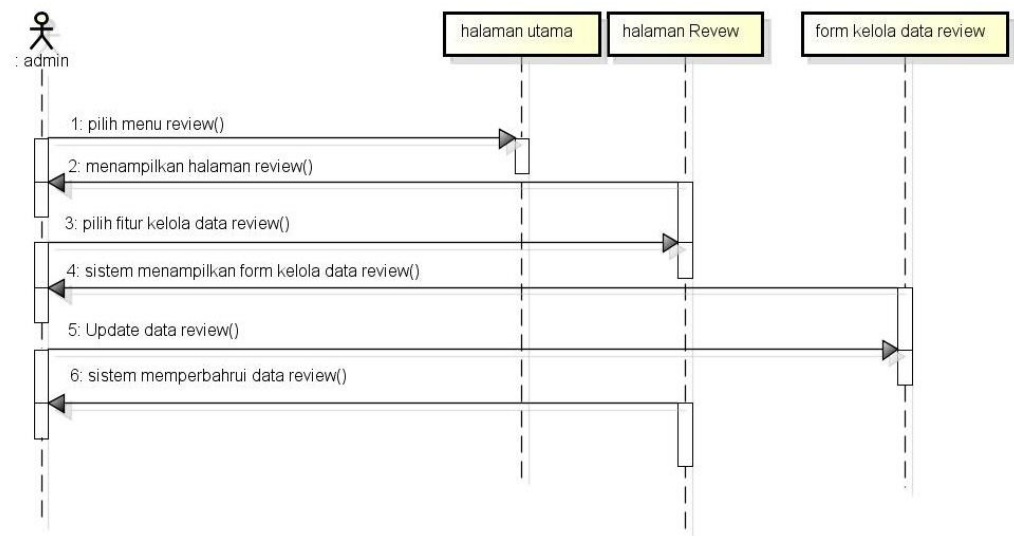 halaman utama
halaman Revew
form kelola data review
: admin
1: pilih menu review()
2: menampilkan halaman review()
3: pilih fitur kelola data review()
4: sistem menampilkan form kelola data review()
5: Update data review()
6: sistem memperbahrui data review()